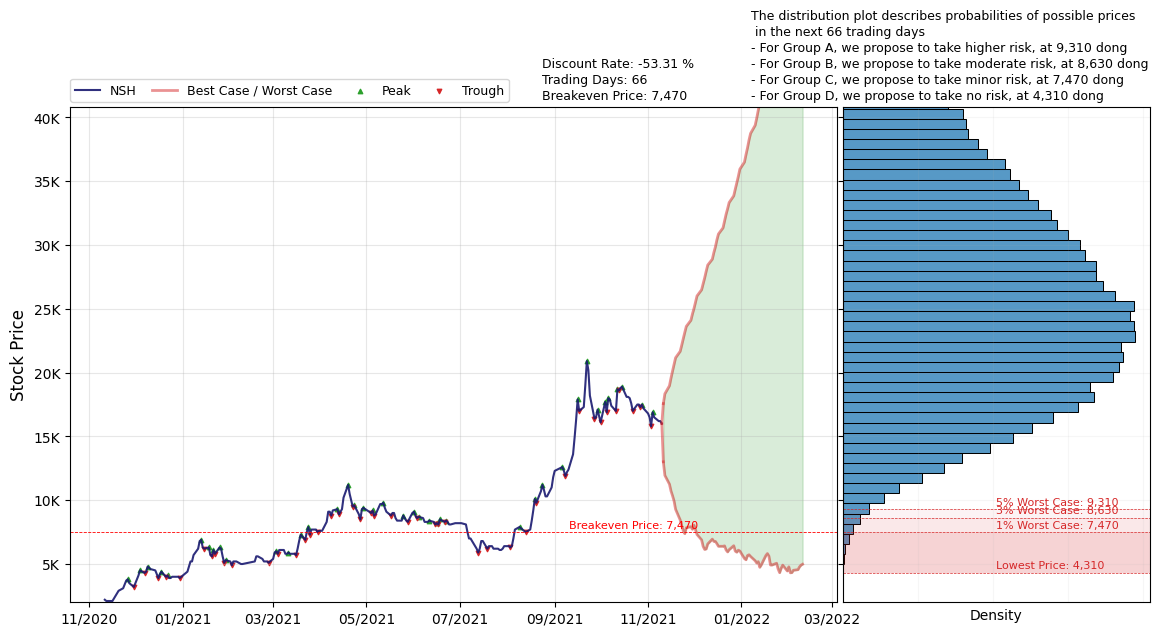 The distribution plot describes probabilities of possible prices
in the next 66 trading days
- For Group A, we propose to take higher risk, at 9,310 dong
- For Group B, we propose to take moderate risk, at 8,630 dong
- For Group C, we propose to take minor risk, at 7,470 dong
- For Group D, we propose to take no risk, at 4,310 dong
Discount Rate: -53.31 %
Trading Days: 66
Breakeven Price: 7,470
NSH
Best Case / Worst Case
Peak
Trough
Stock Price
40K
35K
30K
25K
20K
15K
10K
5K
Breakeven Price: 7,470
5% Worst Case: 9,310
3% Worst Case: 8,630
1% Worst Case: 7,470
Lowest Price: 4,310
11/2020
01/2021
03/2021
05/2021
07/2021
09/2021
11/2021
01/2022
03/2022
Density